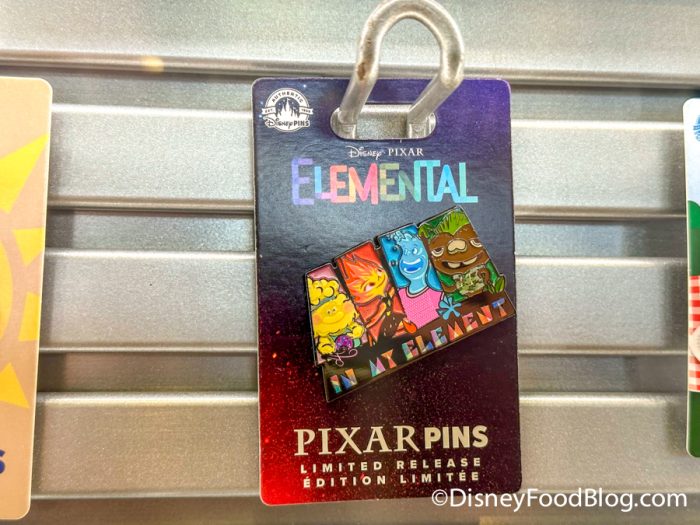 AUTHENTIC
Disney PINS
Disney PIXAR
ELEMENTAL
IN MY ELEMENT
PIXAR PINS
LIMITED RELEASE
ÉDITION LIMITÉE
S
©DisneyFoodBlog.com